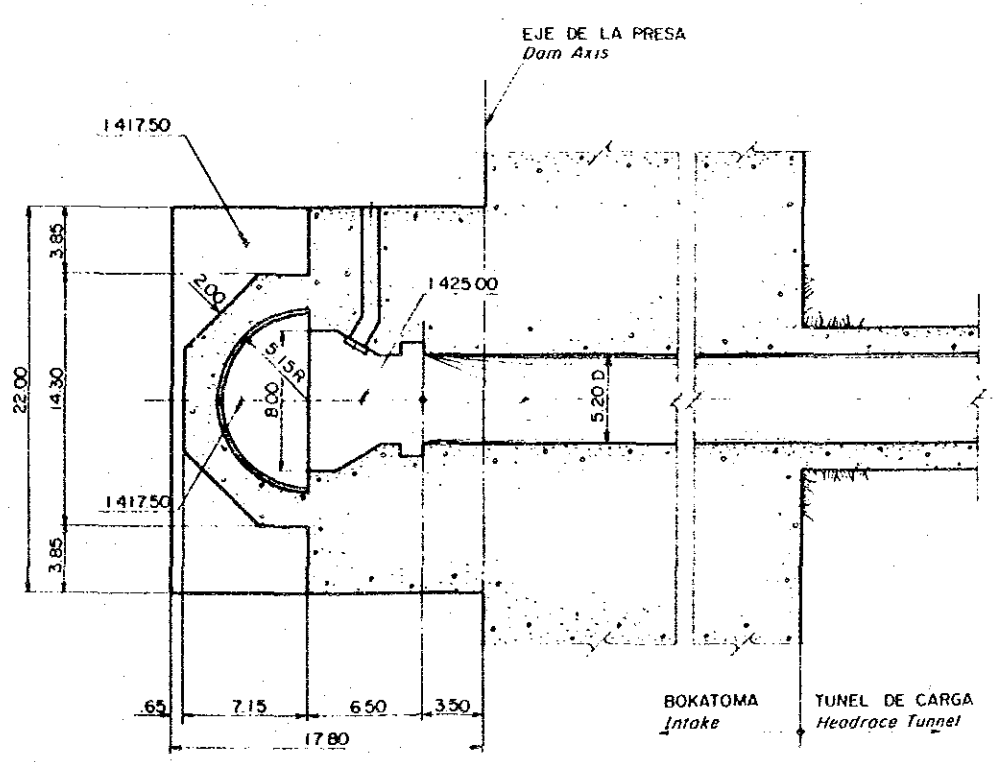 EJE DE LA PRESA
Dam Axis
1417.50
3.85
2.00
1425.00
22.00
14.30
5.15R
8.00
5.20 D
1417.50
3.85
.65
7.15
6.50
3.50
17.80
BOKATOMA
Intake
TUNEL DE CARGA
Headrace Tunnel